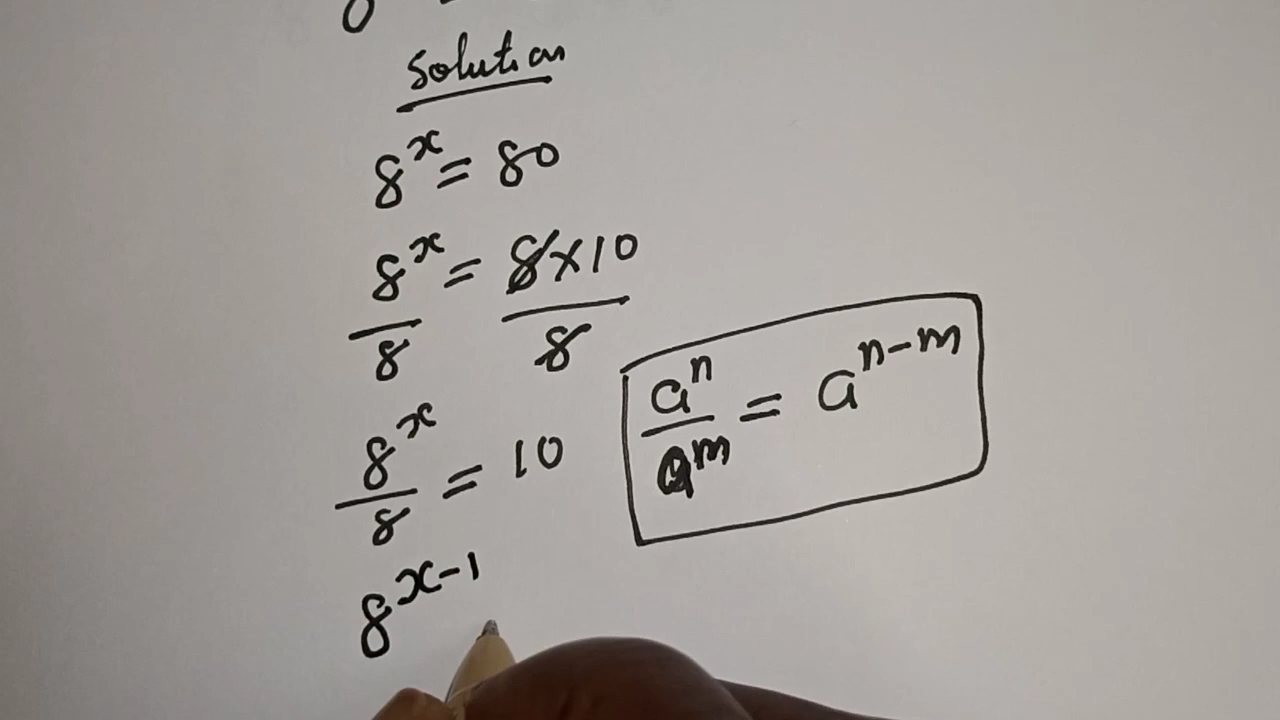 Solution
8^x = 80
8^x/8 = 8×10/8
8^x/8 = 10
a^n/a^m = a^(n-m)
8^(x-1)